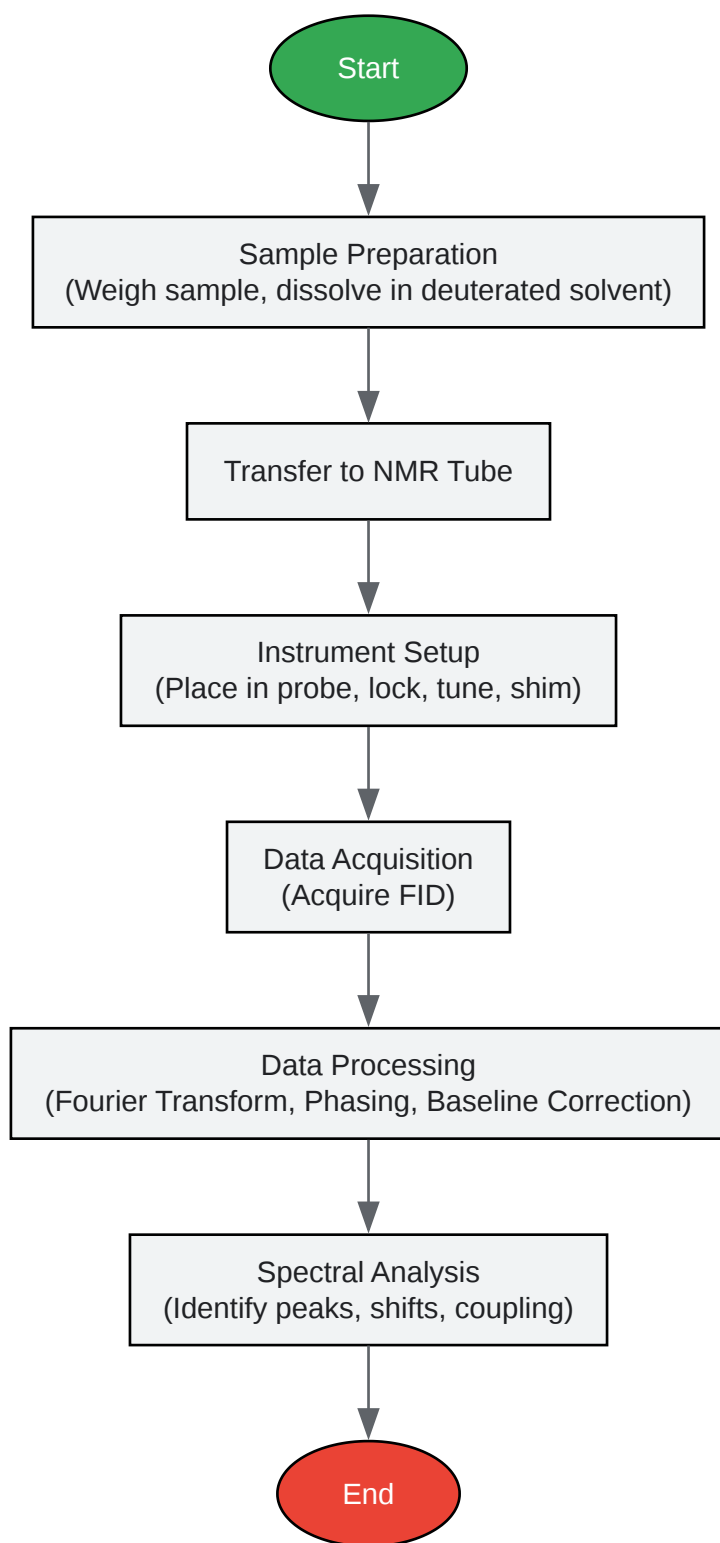 Start
Sample Preparation
(Weigh sample, dissolve in deuterated solvent)
Transfer to NMR Tube
Instrument Setup
(Place in probe, lock, tune, shim)
Data Acquisition
(Acquire FID)
Data Processing
(Fourier Transform, Phasing, Baseline Correction)
Spectral Analysis
(Identify peaks, shifts, coupling)
End